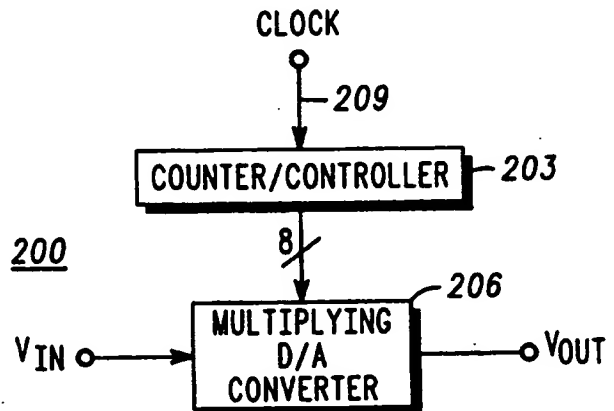 CLOCK
209
COUNTER/CONTROLLER
203
8
200
206
MULTIPLYING
D/A
CONVERTER
VIN
VOUT